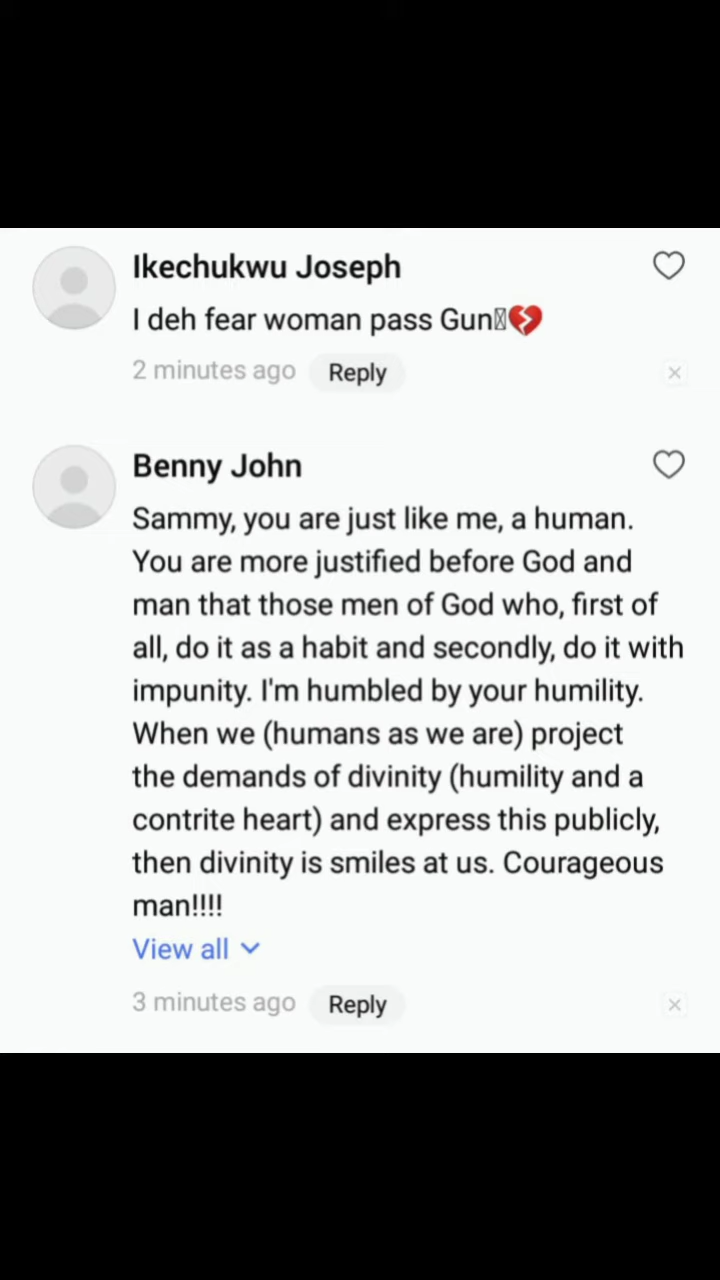 Ikechukwu Joseph
I deh fear woman pass Gun💔
2 minutes ago Reply
Benny John
Sammy, you are just like me, a human.
You are more justified before God and
man that those men of God who, first of
all, do it as a habit and secondly, do it with
impunity. I'm humbled by your humility.
When we (humans as we are) project
the demands of divinity (humility and a
contrite heart) and express this publicly,
then divinity is smiles at us. Courageous
man!!!!
View all
3 minutes ago Reply